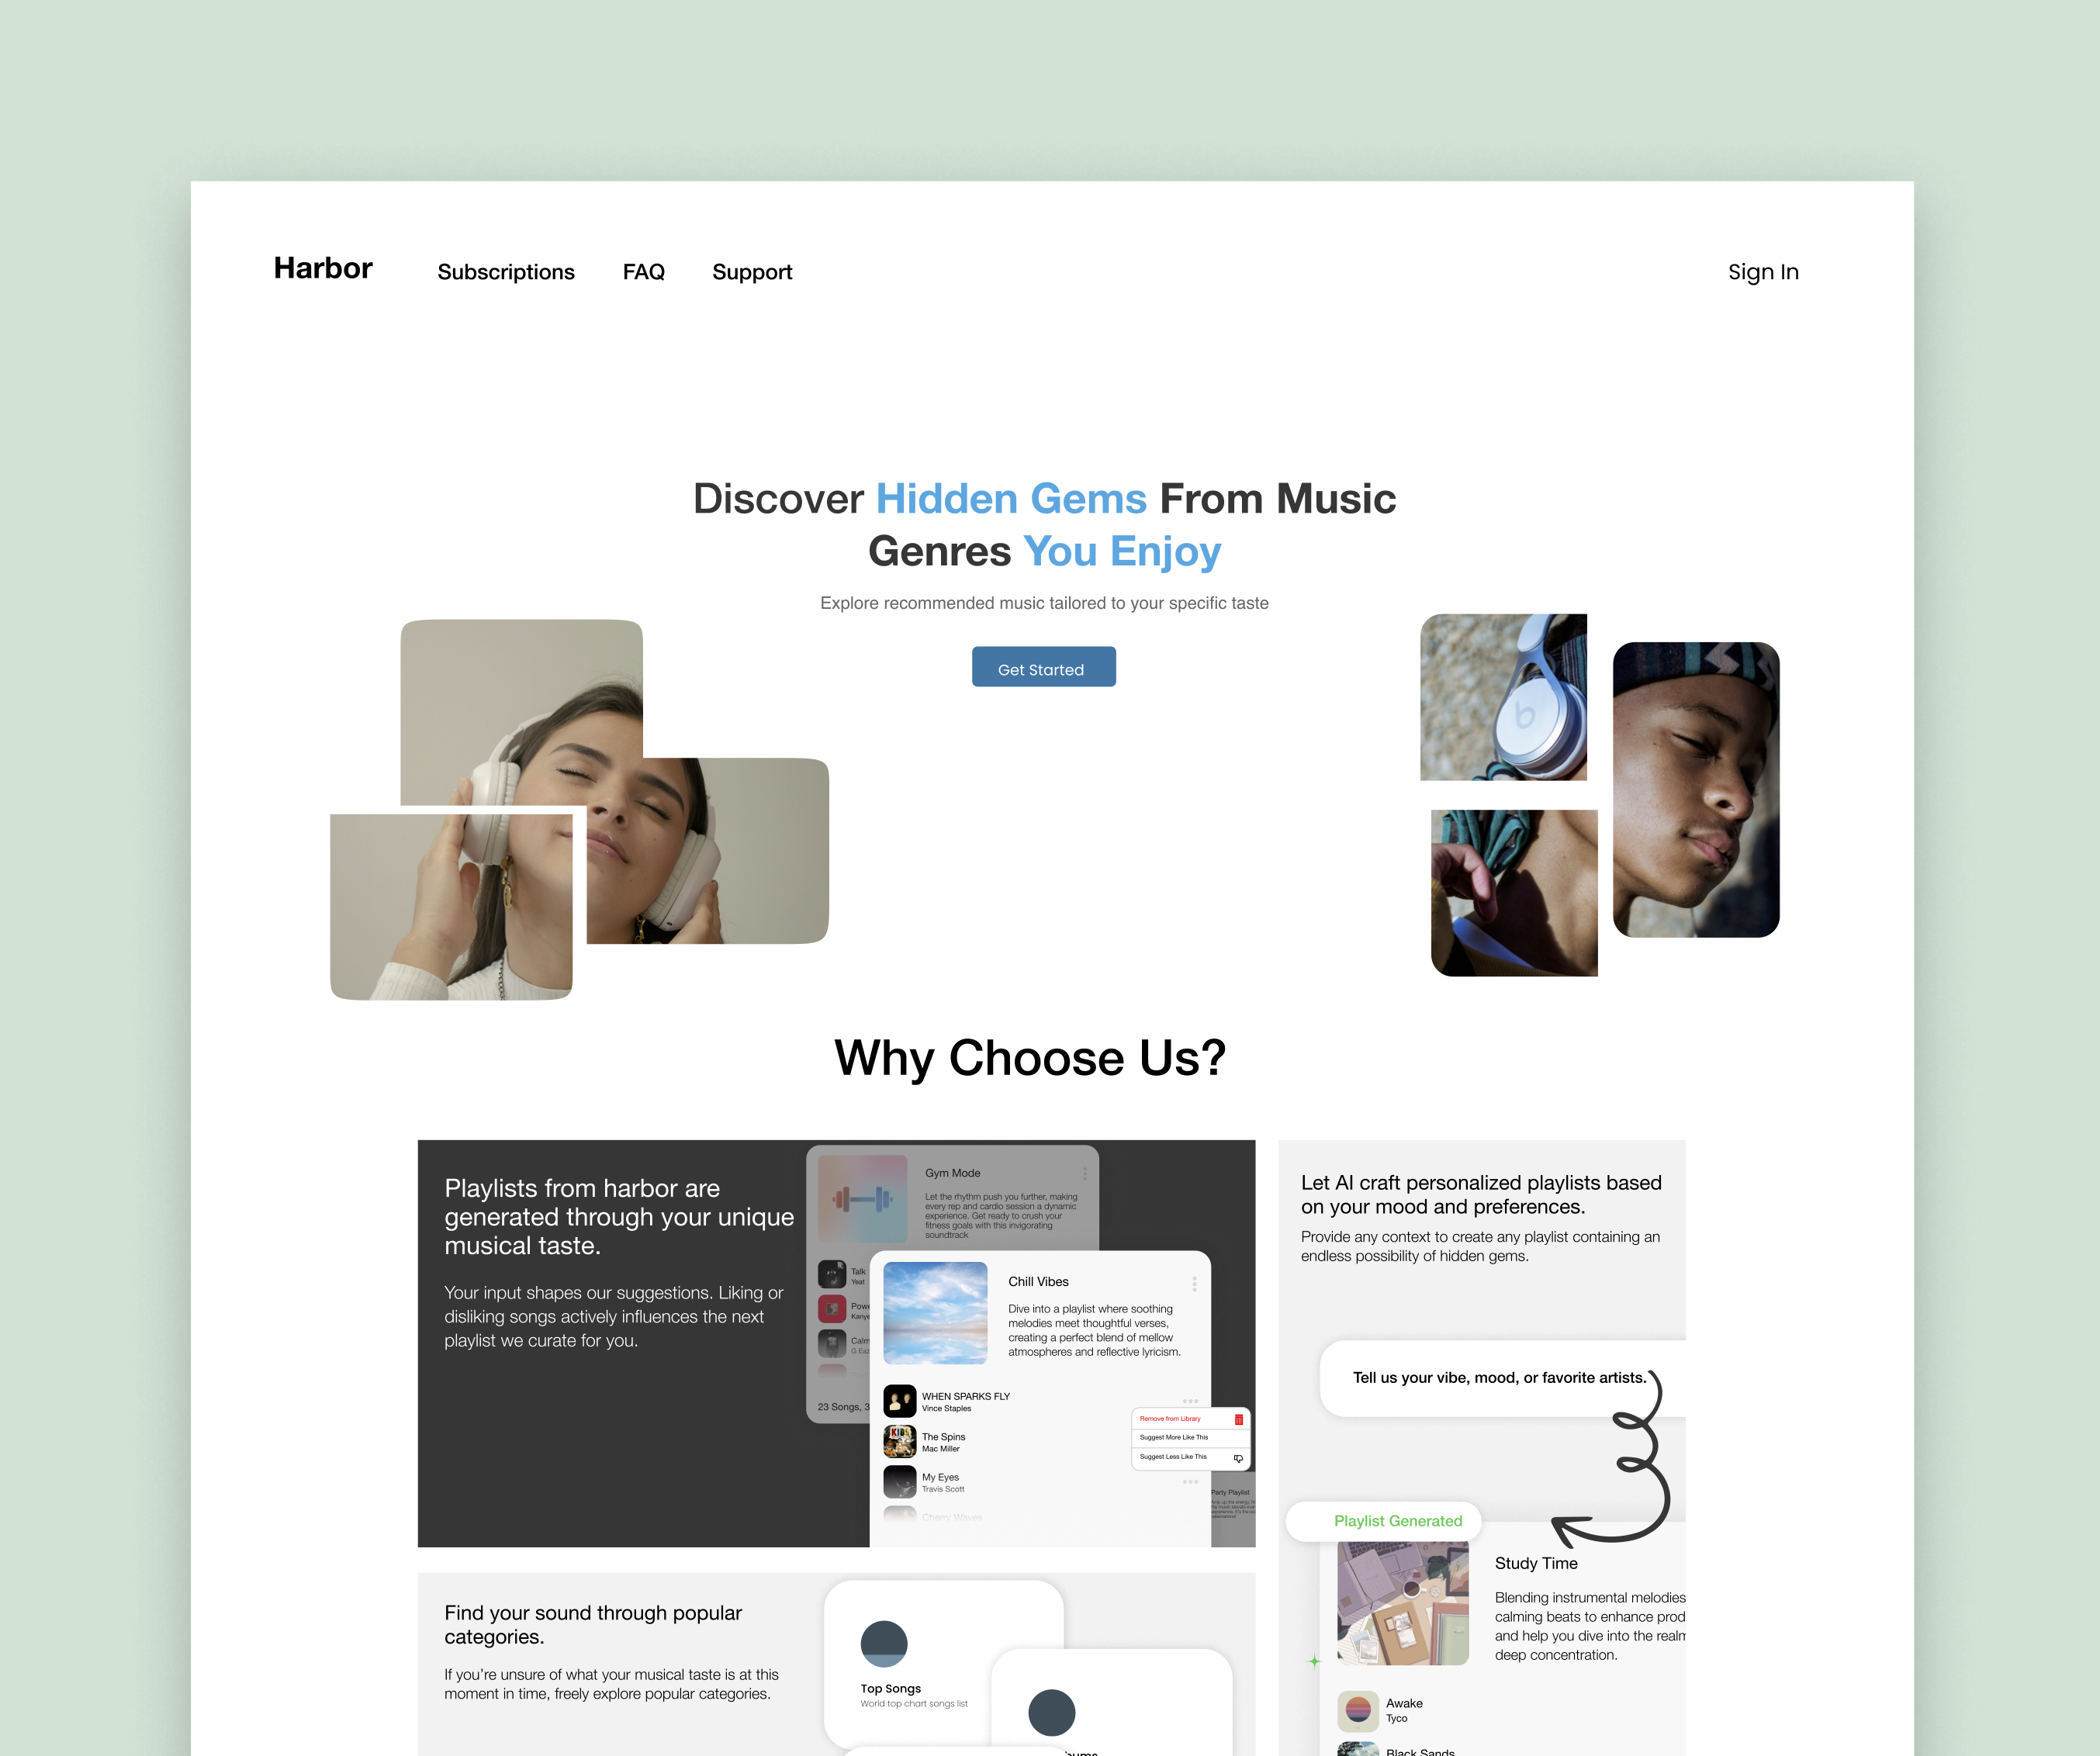 Harbor
Subscriptions
FAQ
Support
Sign In
Discover Hidden Gems From Music
Genres You Enjoy
Explore recommended music tailored to your specific taste
Get Started
b
Why Choose Us?
Playlists from harbor are
generated through your unique
musical taste.
Your input shapes our suggestions. Liking or
disliking songs actively influences the next
playlist we curate for you.
Gym Mode
Let the rhythm push you further, making
every rep and cardio session a dynamic
experience. Get ready to crush your
fitness goals with this invigorating
soundtrack
Talk
Yeat
Powe
Kanye
Calm
G Eaz
23 Songs, 3
Chill Vibes
Dive into a playlist where soothing
melodies meet thoughtful verses,
creating a perfect blend of mellow
atmospheres and reflective lyricism.
WHEN SPARKS FLY
Vince Staples
KIDS
The Spins
Mac Miller
My Eyes
Travis Scott
Cherry Waves
Remove from Library
Suggest More Like This
Suggest Less Like This
Party Playlist
Let AI craft personalized playlists based
on your mood and preferences.
Provide any context to create any playlist containing an
endless possibility of hidden gems.
Tell us your vibe, mood, or favorite artists.
Playlist Generated
Study Time
Blending instrumental melodies
calming beats to enhance prod
and help you dive into the realm
deep concentration.
Awake
Tyco
Black Sands
Find your sound through popular
categories.
If you’re unsure of what your musical taste is at this
moment in time, freely explore popular categories.
Top Songs
World top chart songs list